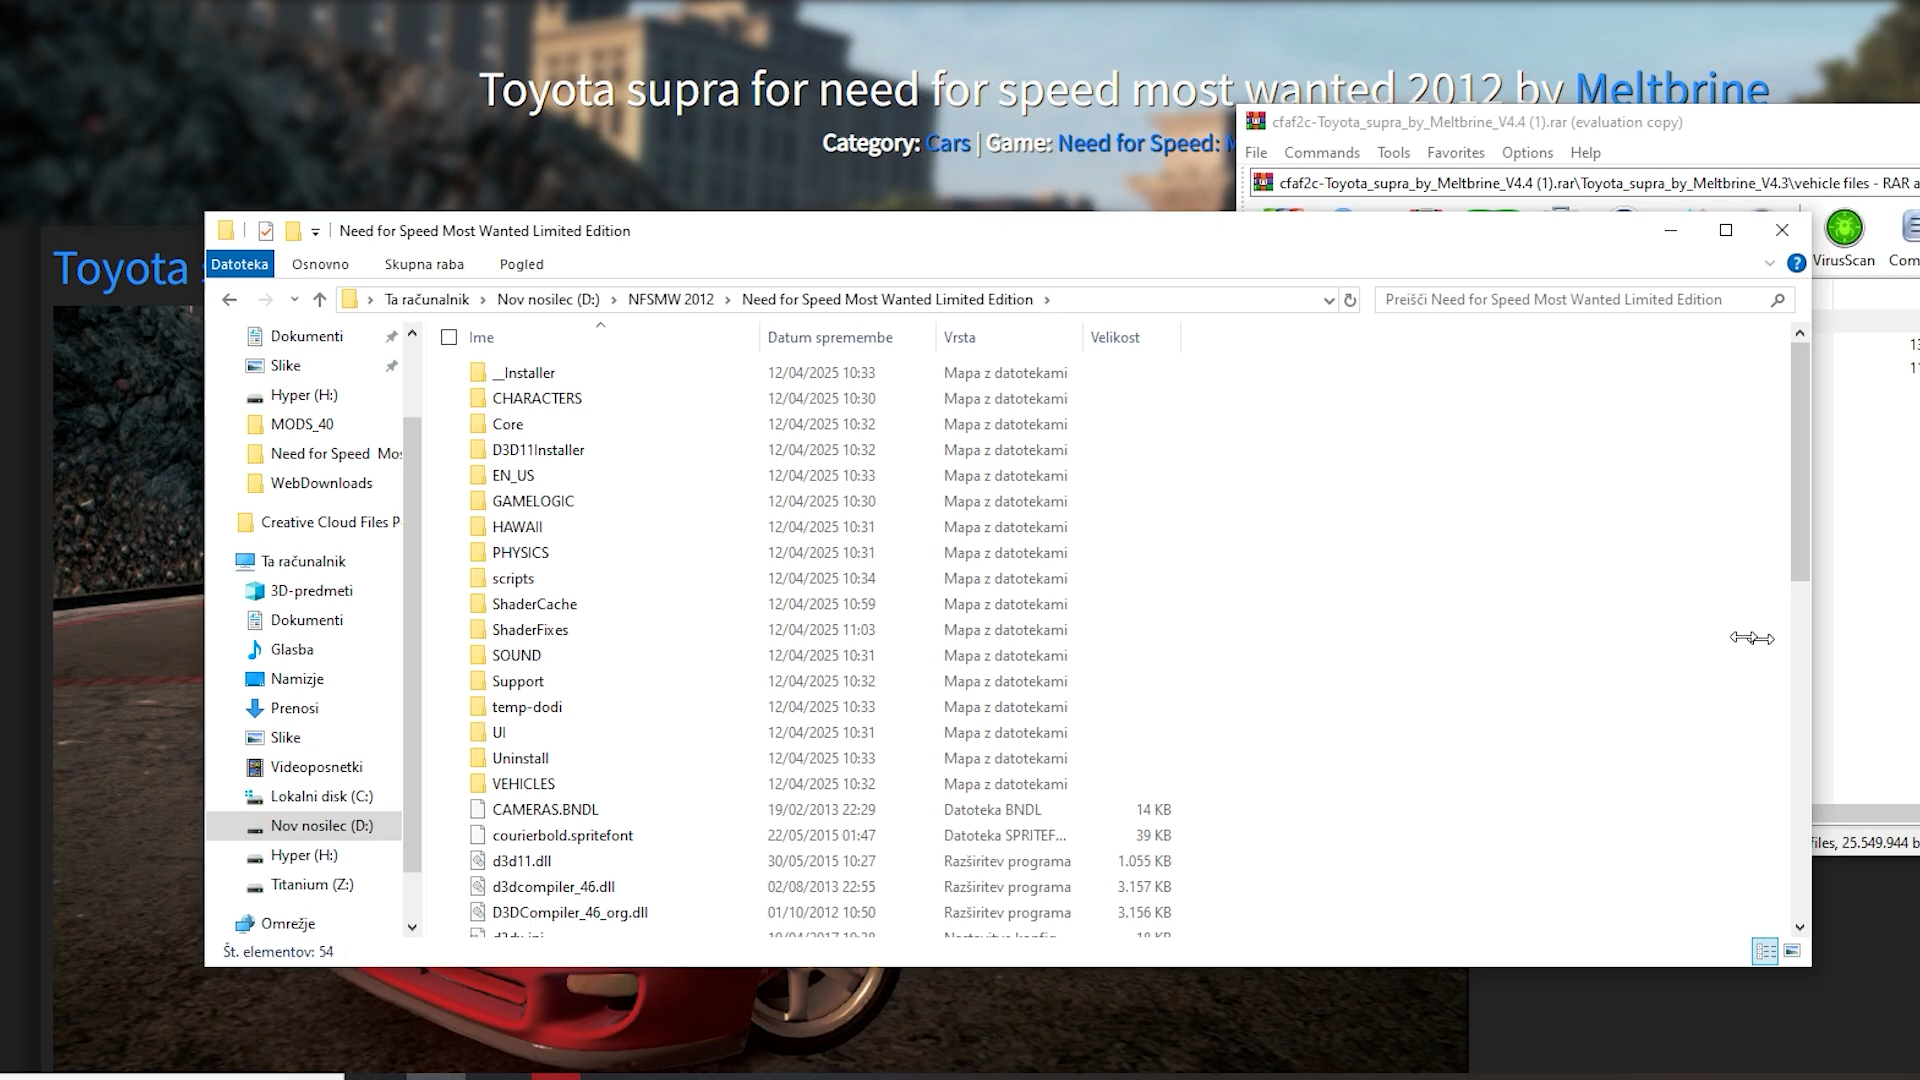 Toyota supra for need for speed most wanted 2012 by Meltbrine
Category: Cars | Game: Need for Speed:
cfaf2c-Toyota_supra_by_Meltbrine_V4.4 (1).rar (evaluation copy)
File Commands Tools Favorites Options Help
cfaf2c-Toyota_supra_by_Meltbrine_V4.4 (1).rar\Toyota_supra_by_Meltbrine_V4.3\vehicle files - RAR a
VirusScan Com
Toyota
Need for Speed Most Wanted Limited Edition
Datoteka Osnovno Skupna raba Pogled
Ta računalnik Nov nosilec (D:) NFSMW 2012 Need for Speed Most Wanted Limited Edition
Preišči Need for Speed Most Wanted Limited Edition
Dokumenti
Slike
Hyper (H:)
MODS_40
Need for Speed Mos
WebDownloads
Creative Cloud Files P
Ta računalnik
3D-predmeti
Dokumenti
Glasba
Namizje
Prenosi
Slike
Videoposnetki
Lokalni disk (C:)
Nov nosilec (D:)
Hyper (H:)
Titanium (Z:)
Omrežje
Ime Datum spremembe Vrsta Velikost
__Installer 12/04/2025 10:33 Mapa z datotekami
CHARACTERS 12/04/2025 10:30 Mapa z datotekami
Core 12/04/2025 10:32 Mapa z datotekami
D3D11Installer 12/04/2025 10:32 Mapa z datotekami
EN_US 12/04/2025 10:33 Mapa z datotekami
GAMELOGIC 12/04/2025 10:30 Mapa z datotekami
HAWAII 12/04/2025 10:31 Mapa z datotekami
PHYSICS 12/04/2025 10:31 Mapa z datotekami
scripts 12/04/2025 10:34 Mapa z datotekami
ShaderCache 12/04/2025 10:59 Mapa z datotekami
ShaderFixes 12/04/2025 11:03 Mapa z datotekami
SOUND 12/04/2025 10:31 Mapa z datotekami
Support 12/04/2025 10:32 Mapa z datotekami
temp-dodi 12/04/2025 10:33 Mapa z datotekami
UI 12/04/2025 10:31 Mapa z datotekami
Uninstall 12/04/2025 10:33 Mapa z datotekami
VEHICLES 12/04/2025 10:32 Mapa z datotekami
CAMERAS.BNDL 19/02/2013 22:29 Datoteka BNDL 14 KB
courierbold.spritefont 22/05/2015 01:47 Datoteka SPRITEF... 39 KB
d3d11.dll 30/05/2015 10:27 Razširitev programa 1.055 KB
d3dcompiler_46.dll 02/08/2013 22:55 Razširitev programa 3.157 KB
D3DCompiler_46_org.dll 01/10/2012 10:50 Razširitev programa 3.156 KB
Št. elementov: 54
files, 25.549.944 b